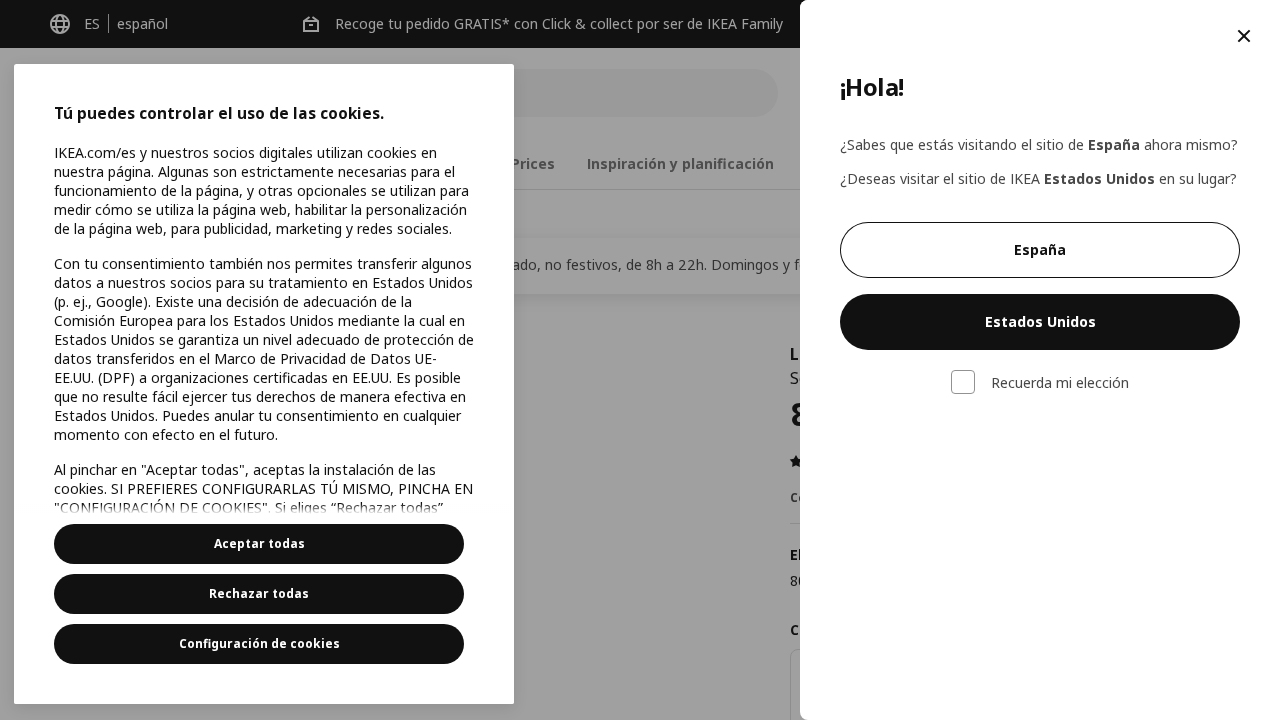 ES
español
Recoge tu pedido GRATIS* con Click & collect por ser de IKEA Family
Prices
Inspiración y planificación
ado, no festivos, de 8h a 22h. Domingos y f
Tú puedes controlar el uso de las cookies.
IKEA.com/es y nuestros socios digitales utilizan cookies en
nuestra página. Algunas son estrictamente necesarias para el
funcionamiento de la página, y otras opcionales se utilizan para
medir cómo se utiliza la página web, habilitar la personalización
de la página web, para publicidad, marketing y redes sociales.
Con tu consentimiento también nos permites transferir algunos
datos a nuestros socios para su tratamiento en Estados Unidos
(p. ej., Google). Existe una decisión de adecuación de la
Comisión Europea para los Estados Unidos mediante la cual en
Estados Unidos se garantiza un nivel adecuado de protección de
datos transferidos en el Marco de Privacidad de Datos UE-
EE.UU. (DPF) a organizaciones certificadas en EE.UU. Es posible
que no resulte fácil ejercer tus derechos de manera efectiva en
Estados Unidos. Puedes anular tu consentimiento en cualquier
momento con efecto en el futuro.
Al pinchar en "Aceptar todas", aceptas la instalación de las
cookies. SI PREFIERES CONFIGURARLAS TÚ MISMO, PINCHA EN
"CONFIGURACIÓN DE COOKIES". Si eliges “Rechazar todas”
Aceptar todas
Rechazar todas
Configuración de cookies
¡Hola!
¿Sabes que estás visitando el sitio de España ahora mismo?
¿Deseas visitar el sitio de IKEA Estados Unidos en su lugar?
España
Estados Unidos
Recuerda mi elección